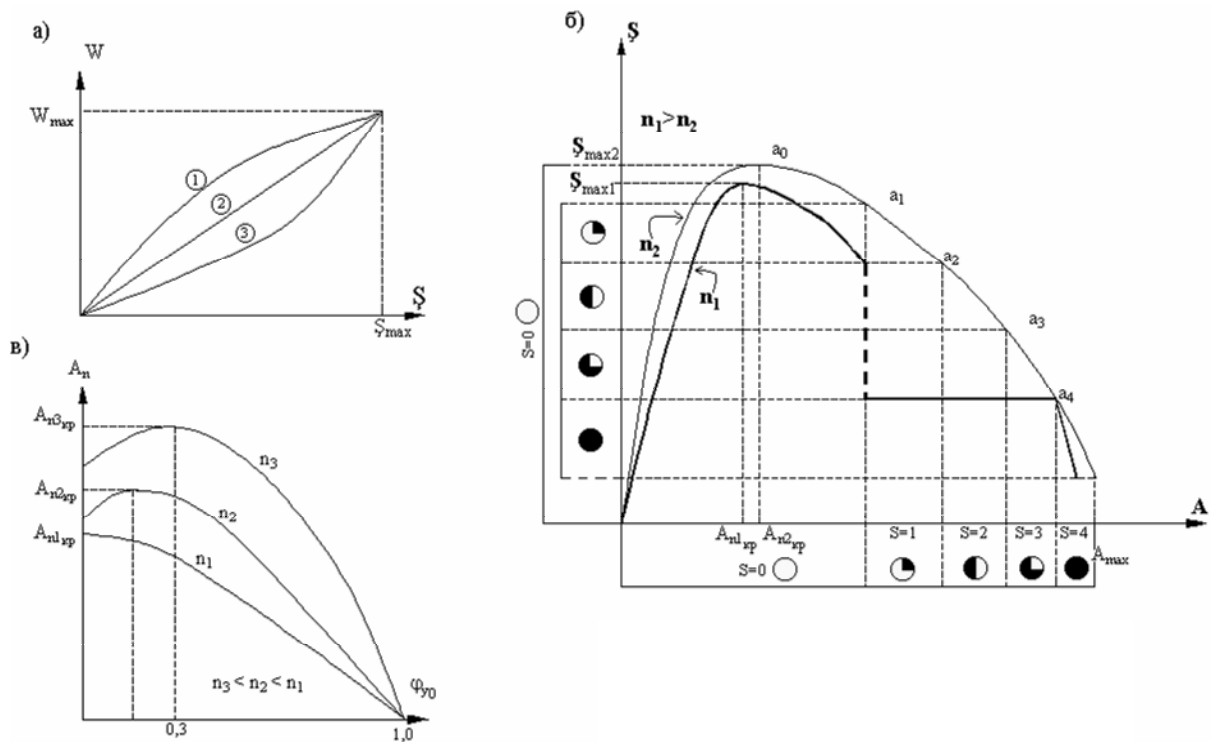 а)
W
W_max
1
2
3
Ş
Ş_max
б)
Ş
n₁>n₂
Ş_max2
Ş_max1
a₀
a₁
a₂
a₃
a₄
n₂
n₁
S=0
A
A_n1кр
A_n2кр
S=0
S=1
S=2
S=3
S=4
A_max
в)
A_n
A_n3кр
A_n2кр
A_n1кр
n₃
n₂
n₁
n₃ < n₂ < n₁
φ_y0
0,3
1,0